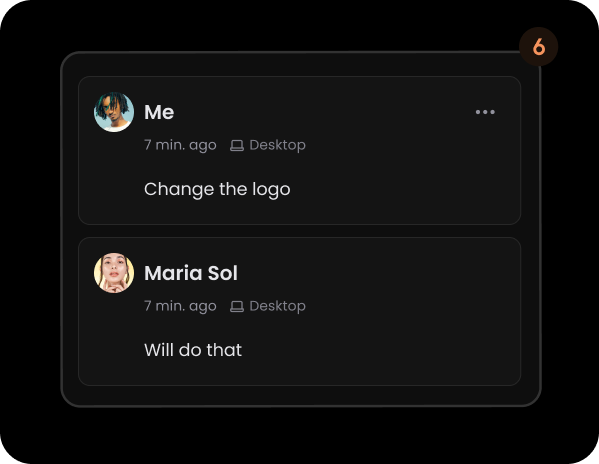 6
Me
7 min. ago Desktop
Change the logo
Maria Sol
7 min. ago Desktop
Will do that